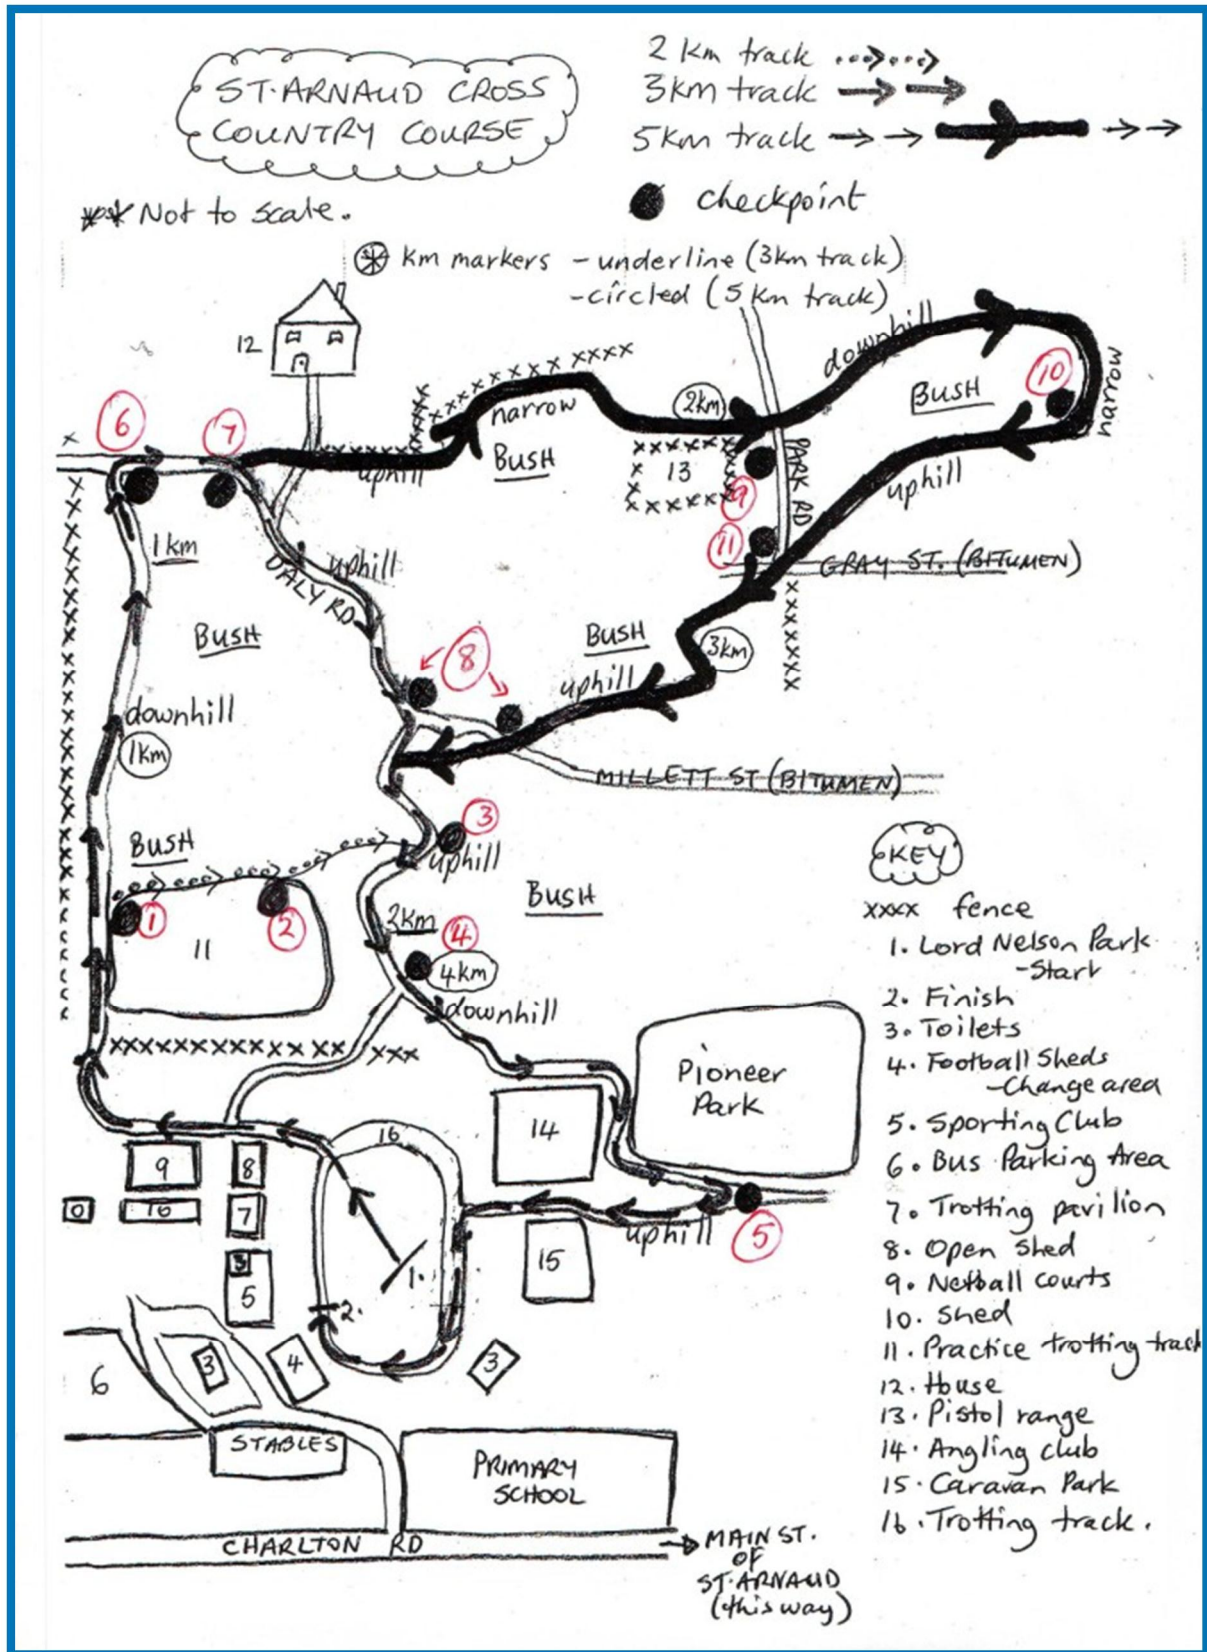 ST. ARNAUD CROSS
COUNTRY COURSE
2 Km track
3km track
5km track
checkpoint
Not to scale.
km markers - underline (3km track)
- circled (5 km track)
12
downhill
narrow
10
BUSH
6
7
narrow
2km
uphill
BUSH
13
9
PARK RD
uphill
11
GRAY ST. (BITUMEN)
1km
DALY RD
uphill
BUSH
BUSH
3km
8
uphill
downhill
1km
MILLETT ST (BITUMEN)
3
BUSH
uphill
BUSH
1
2
11
2km
4
4km
downhill
Pioneer
Park
14
16
9
8
10
7
uphill
5
15
3
5
1.
2.
3
4
3
6
STABLES
PRIMARY
SCHOOL
CHARLTON RD
MAIN ST.
OF
ST. ARNAUD
(this way)
KEY
xxxx fence
1. Lord Nelson Park
- Start
2. Finish
3. Toilets
4. Football Sheds
- Change area
5. Sporting Club
6. Bus Parking Area
7. Trotting pavilion
8. Open Shed
9. Netball courts
10. Shed
11. Practice trotting track
12. House
13. Pistol range
14. Angling club
15. Caravan Park
16. Trotting track.